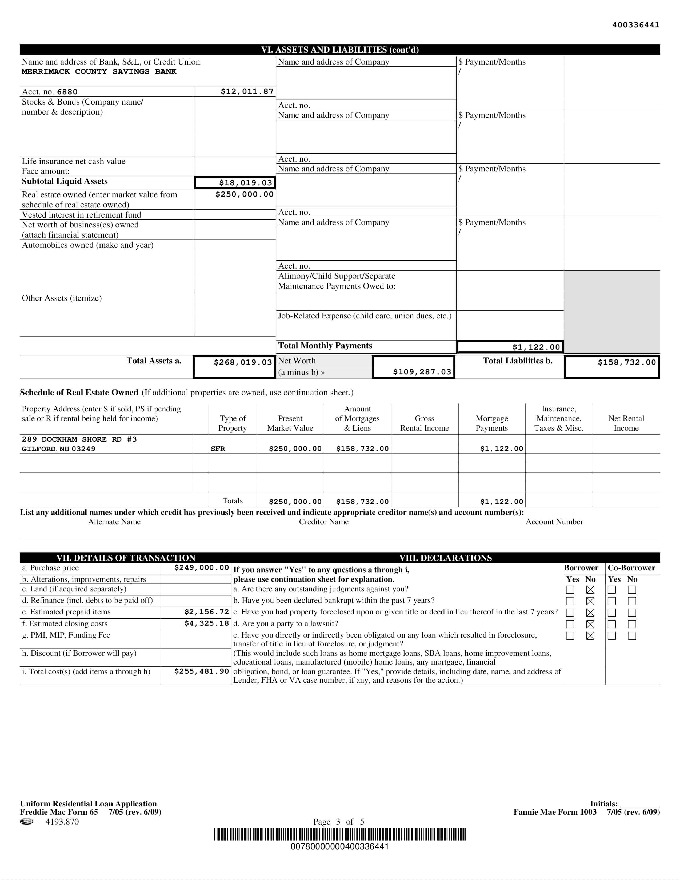 400336441
VI. ASSETS AND LIABILITIES (cont'd)
Name and address of Bank, S&L, or Credit Union
MERRIMACK COUNTY SAVINGS BANK
Name and address of Company
$ Payment/Months
/
Acct. no. 6880
$12,011.87
Stocks & Bonds (Company name/
number & description)
Acct. no.
Name and address of Company
$ Payment/Months
/
Life insurance net cash value
Face amount:
Acct. no.
Name and address of Company
$ Payment/Months
/
Subtotal Liquid Assets
$18,019.03
Real estate owned (enter market value from
schedule of real estate owned)
$250,000.00
Vested interest in retirement fund
Acct. no.
Net worth of business(es) owned
(attach financial statement)
Name and address of Company
$ Payment/Months
/
Automobiles owned (make and year)
Acct. no.
Alimony/Child Support/Separate
Maintenance Payments Owed to:
Other Assets (itemize)
Job-Related Expense (child care, union dues, etc.)
Total Monthly Payments
$1,122.00
Total Assets a.
$268,019.03
Net Worth
(a minus b) »
$109,287.03
Total Liabilities b.
$158,732.00
Schedule of Real Estate Owned (If additional properties are owned, use continuation sheet.)
Property Address (enter S if sold, PS if pending
sale or R if rental being held for income)
Type of
Property
Present
Market Value
Amount
of Mortgages
& Liens
Gross
Rental Income
Mortgage
Payments
Insurance,
Maintenance,
Taxes & Misc.
Net Rental
Income
289 DOCKHAM SHORE RD #3
GILFORD, NH 03249 SFR $250,000.00 $158,732.00 $1,122.00
Totals $250,000.00 $158,732.00 $1,122.00
List any additional names under which credit has previously been received and indicate appropriate creditor name(s) and account number(s):
Alternate Name Creditor Name Account Number
VII. DETAILS OF TRANSACTION
VIII. DECLARATIONS
a. Purchase price $249,000.00
b. Alterations, improvements, repairs
c. Land (if acquired separately)
d. Refinance (incl. debts to be paid off)
e. Estimated prepaid items $2,156.72
f. Estimated closing costs $4,325.18
g. PMI, MIP, Funding Fee
h. Discount (if Borrower will pay)
i. Total cost(s) (add items a through h) $255,481.90
If you answer "Yes" to any questions a through i,
please use continuation sheet for explanation.
Borrower Co-Borrower
Yes No Yes No
a. Are there any outstanding judgments against you?
b. Have you been declared bankrupt within the past 7 years?
c. Have you had property foreclosed upon or given title or deed in lieu thereof in the last 7 years?
d. Are you a party to a lawsuit?
e. Have you directly or indirectly been obligated on any loan which resulted in foreclosure,
transfer of title in lieu of foreclosure, or judgment?
(This would include such loans as home mortgage loans, SBA loans, home improvement loans,
educational loans, manufactured (mobile) home loans, any mortgage, financial
obligation, bond, or loan guarantee. If "Yes," provide details, including date, name, and address of
Lender, FHA or VA case number, if any, and reasons for the action.)
Uniform Residential Loan Application
Freddie Mac Form 65 7/05 (rev. 6/09)
4193.870
Page 3 of 5
Initials:
Fannie Mae Form 1003 7/05 (rev. 6/09)
00780000000400336441